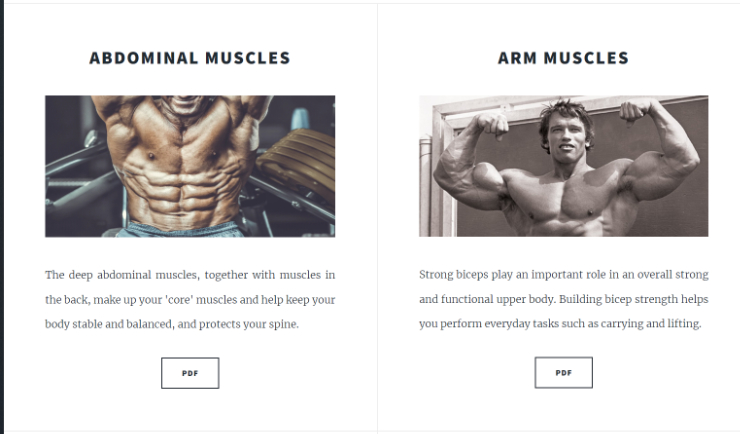 ABDOMINAL MUSCLES
The deep abdominal muscles, together with muscles in
the back, make up your 'core' muscles and help keep your
body stable and balanced, and protects your spine.
PDF
ARM MUSCLES
Strong biceps play an important role in an overall strong
and functional upper body. Building bicep strength helps
you perform everyday tasks such as carrying and lifting.
PDF